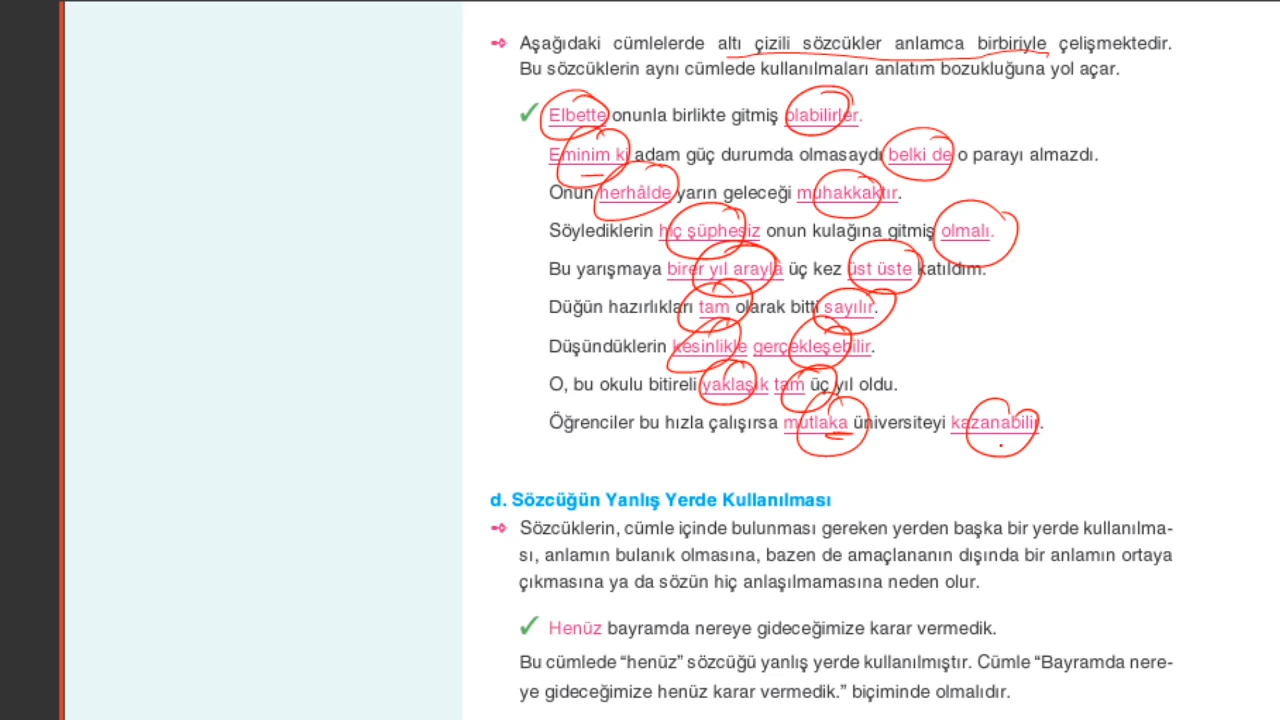 Aşağıdaki cümlelerde altı çizili sözcükler anlamca birbiriyle çelişmektedir.
Bu sözcüklerin aynı cümlede kullanılmaları anlatım bozukluğuna yol açar.
✓ Elbette onunla birlikte gitmiş olabilirler.
Eminim ki adam güç durumda olmasaydı belki de o parayı almazdı.
Onun herhâlde yarın geleceği muhakkaktır.
Söylediklerin hiç şüphesiz onun kulağına gitmiş olmalı.
Bu yarışmaya birer yıl arayla üç kez üst üste katıldım.
Düğün hazırlıkları tam olarak bitti sayılır.
Düşündüklerin kesinlikle gerçekleşebilir.
O, bu okulu bitireli yaklaşık tam üç yıl oldu.
Öğrenciler bu hızla çalışırsa mutlaka üniversiteyi kazanabilir.
d. Sözcüğün Yanlış Yerde Kullanılması
Sözcüklerin, cümle içinde bulunması gereken yerden başka bir yerde kullanılma-
sı, anlamın bulanık olmasına, bazen de amaçlananın dışında bir anlamın ortaya
çıkmasına ya da sözün hiç anlaşılmamasına neden olur.
✓ Henüz bayramda nereye gideceğimize karar vermedik.
Bu cümlede “henüz” sözcüğü yanlış yerde kullanılmıştır. Cümle “Bayramda nere-
ye gideceğimize henüz karar vermedik.” biçiminde olmalıdır.